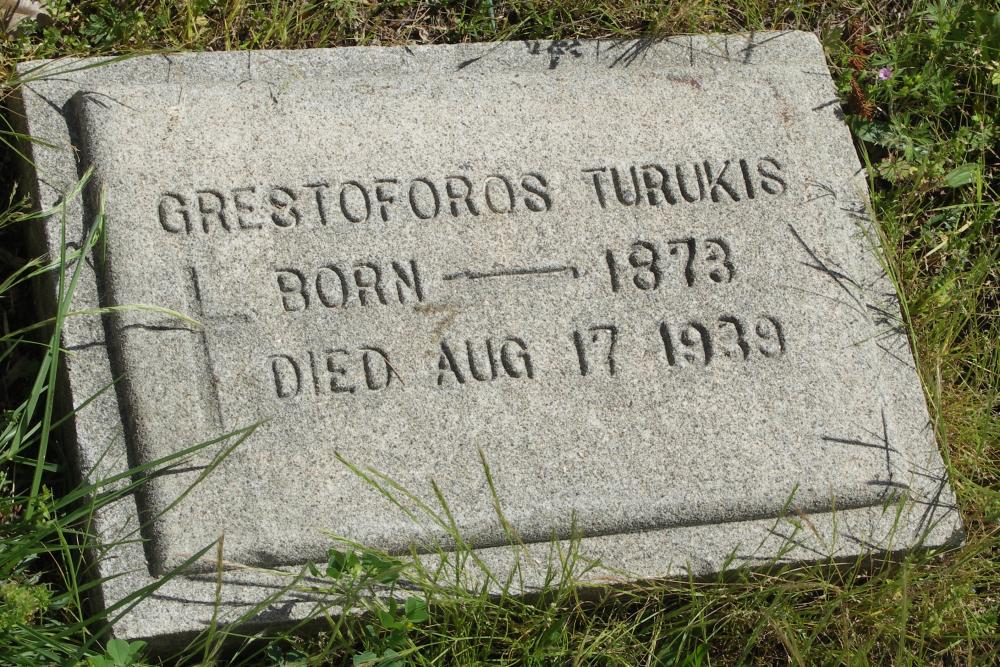 GRESTOFOROS TURUKIS
BORN — 1873
DIED AUG 17 1939